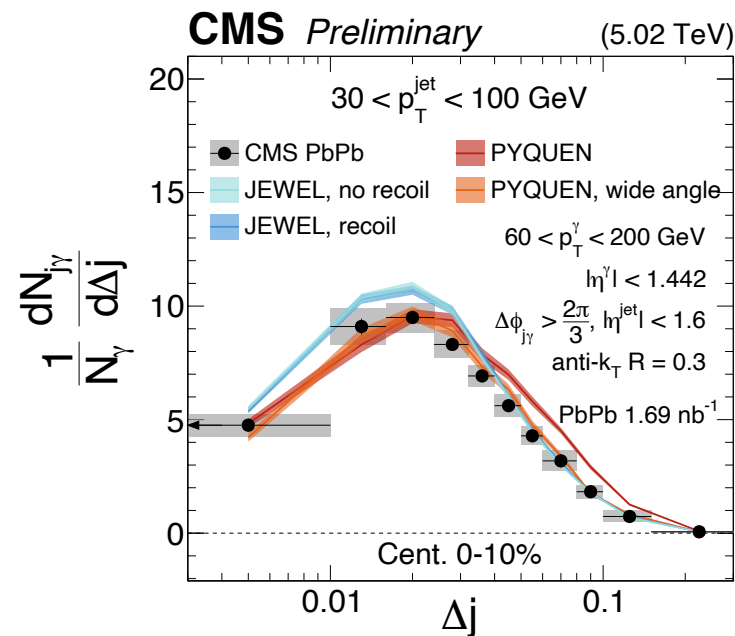 CMS Preliminary (5.02 TeV)
30 < p_T^jet < 100 GeV
CMS PbPb
PYQUEN
JEWEL, no recoil
PYQUEN, wide angle
JEWEL, recoil
60 < p_T^γ < 200 GeV
|η^γ| < 1.442
Δφ_jγ > 2π/3, |η^jet| < 1.6
anti-k_T R = 0.3
PbPb 1.69 nb^-1
Cent. 0-10%
20
15
10
5
0
1/N_γ dN_jγ/dΔj
0.01 0.1
Δj